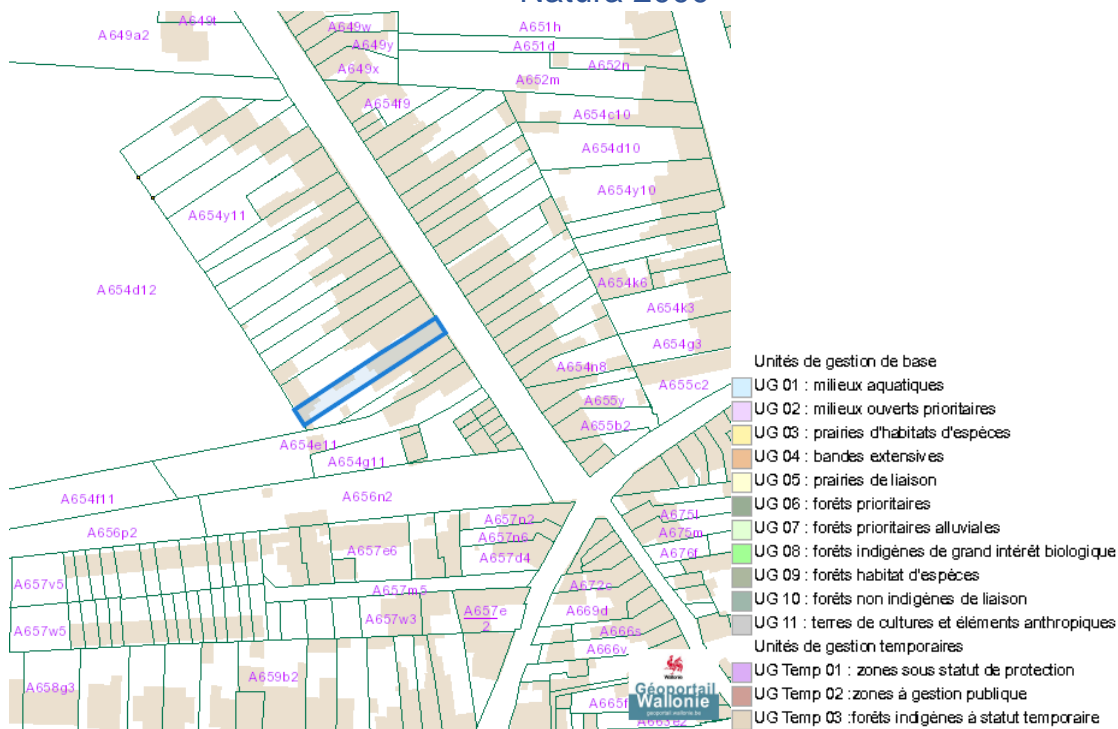 Natura 2000
A649t
A649a2
A649w
A649y
A649x
A651h
A651d
A652n
A652m
A654f9
A654c10
A654d10
A654y10
A654y11
A654d12
A654k6
A654k3
A654g3
A654n8
A655c2
A655y
A655b2
A654e11
A654g11
A654f11
A656n2
A656p2
A657n2
A657n6
A657e6
A657d4
A675l
A675m
A676f
A657v5
A657m5
A672c
A657w5
A657w3
A657e
2
A669d
A666s
A666v
A658g3
A659b2
A665f
A663e2
Wallonie
Géoportail
Wallonie
geoportail.wallonie.be
Unités de gestion de base
UG 01 : milieux aquatiques
UG 02 : milieux ouverts prioritaires
UG 03 : prairies d'habitats d'espèces
UG 04 : bandes extensives
UG 05 : prairies de liaison
UG 06 : forêts prioritaires
UG 07 : forêts prioritaires alluviales
UG 08 : forêts indigènes de grand intérêt biologique
UG 09 : forêts habitat d'espèces
UG 10 : forêts non indigènes de liaison
UG 11 : terres de cultures et éléments anthropiques
Unités de gestion temporaires
UG Temp 01 : zones sous statut de protection
UG Temp 02 :zones à gestion publique
UG Temp 03 :forêts indigènes à statut temporaire